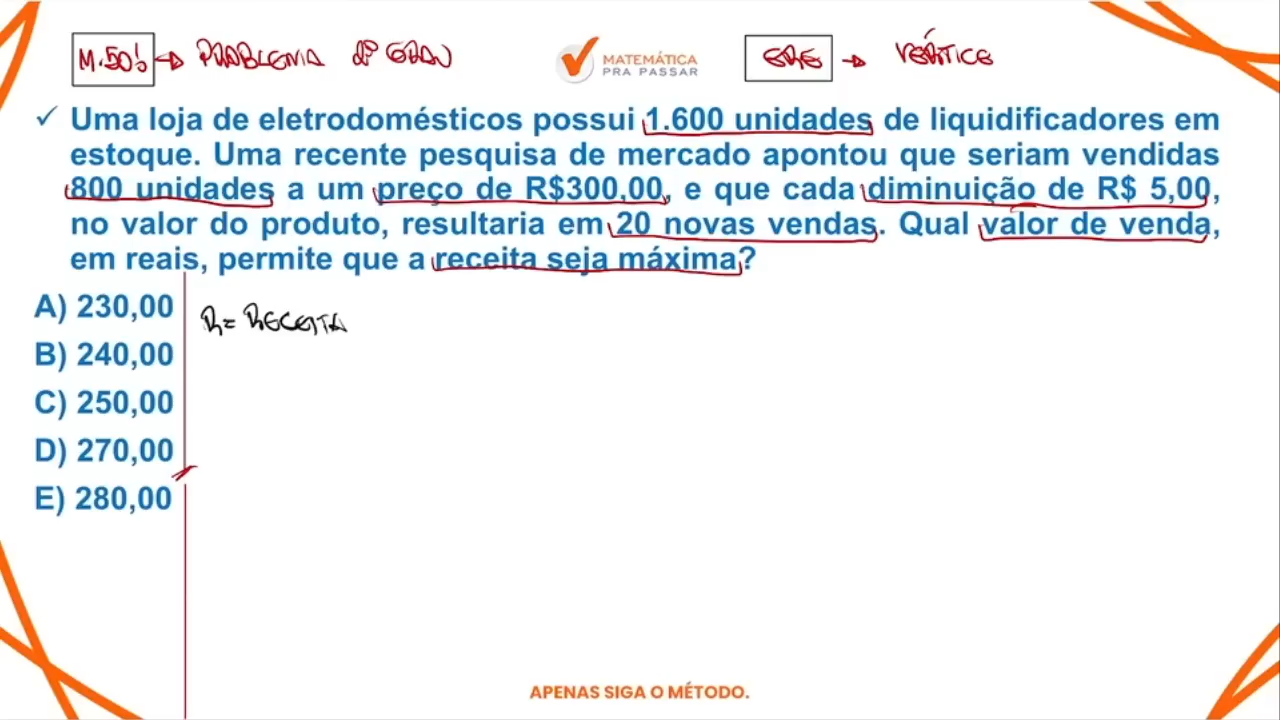 M.50% → PROBLEMA 2º GRAU
MATEMÁTICA
PRA PASSAR
→ VÉRTICE
✓ Uma loja de eletrodomésticos possui 1.600 unidades de liquidificadores em
estoque. Uma recente pesquisa de mercado apontou que seriam vendidas
800 unidades a um preço de R$300,00, e que cada diminuição de R$ 5,00,
no valor do produto, resultaria em 20 novas vendas. Qual valor de venda,
em reais, permite que a receita seja máxima?
A) 230,00
R= RECEITA
B) 240,00
C) 250,00
D) 270,00
E) 280,00
APENAS SIGA O MÉTODO.